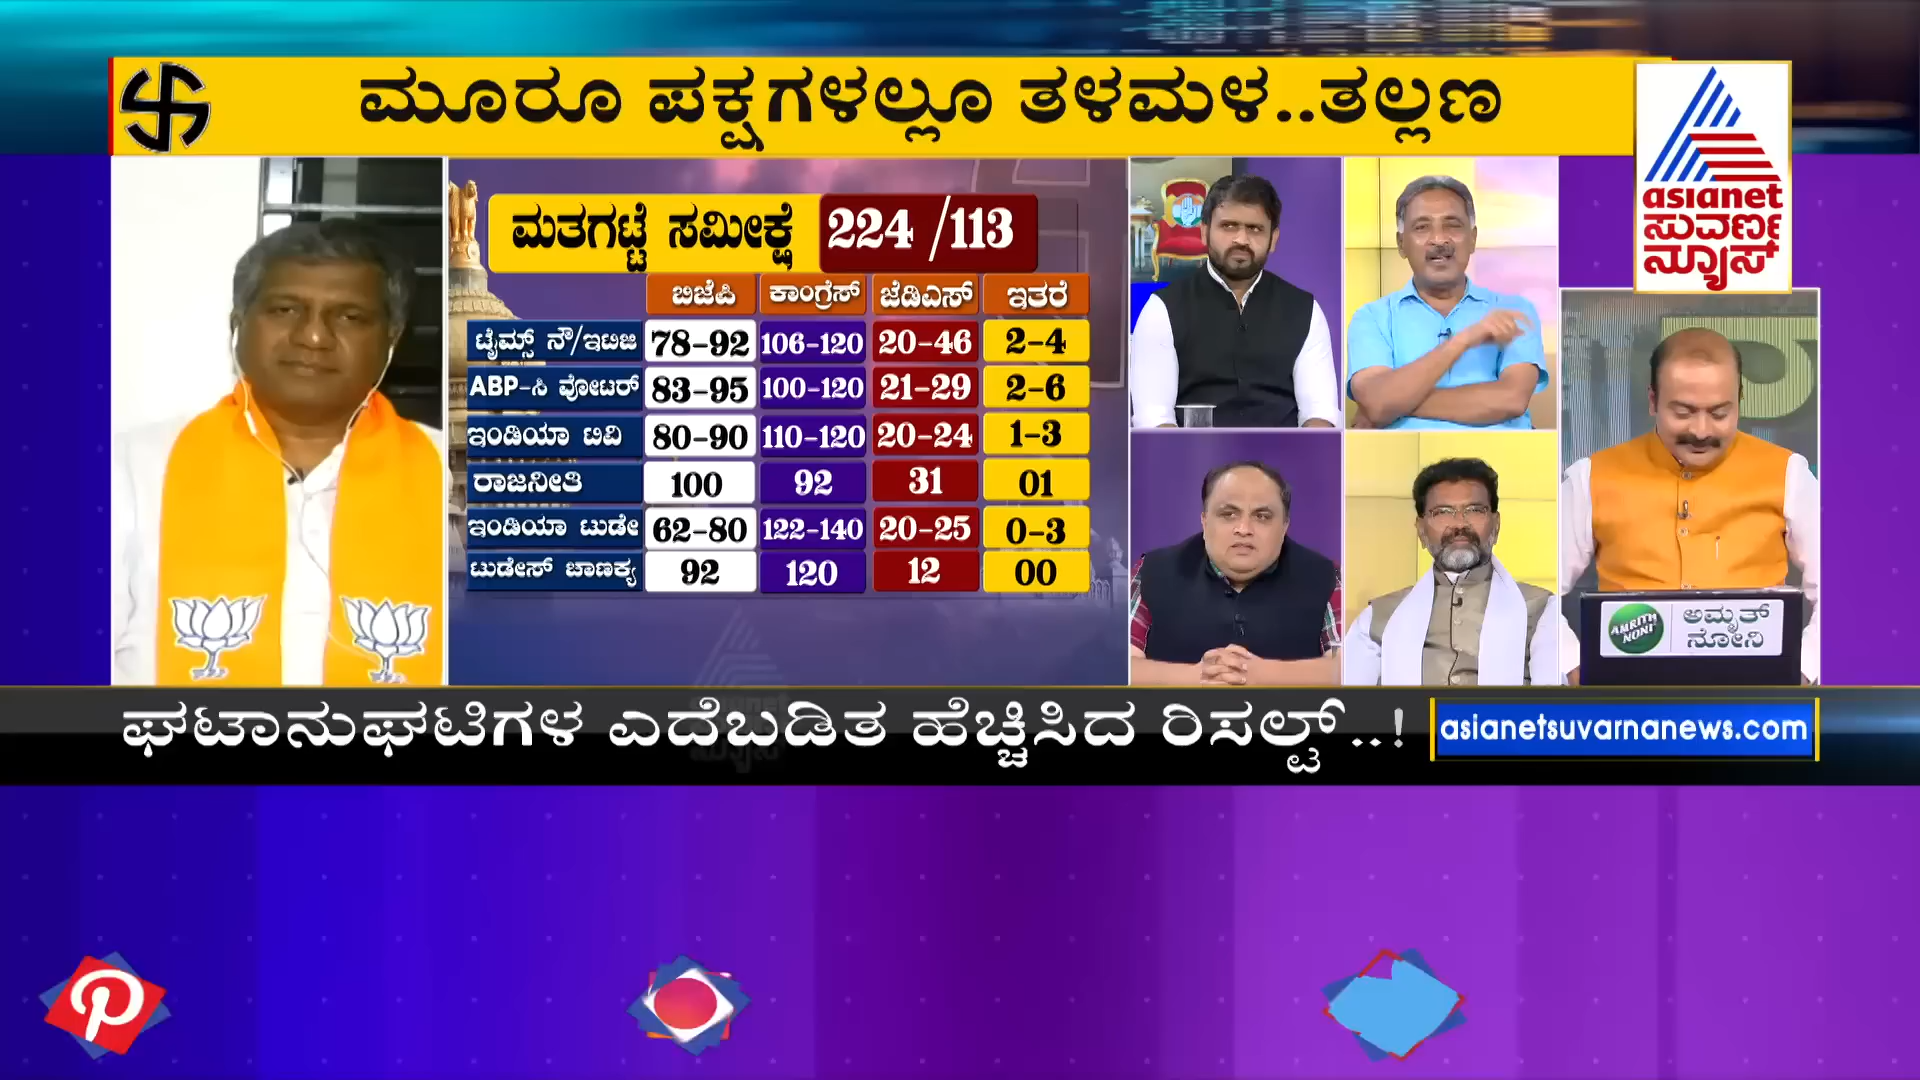 ಮೂರೂ ಪಕ್ಷಗಳಲ್ಲೂ ತಳಮಳ..ತಲ್ಲಣ
asianet
ಸುವರ್ಣ
ನ್ಯೂಸ್
ಮತಗಟ್ಟೆ ಸಮೀಕ್ಷೆ 224 /113
ಬಿಜೆಪಿ ಕಾಂಗ್ರೆಸ್ ಜೆಡಿಎಸ್ ಇತರೆ
ಟೈಮ್ಸ್ ನೌ/ಇಟಿಜಿ 78-92 106-120 20-46 2-4
ABP-ಸಿ ವೋಟರ್ 83-95 100-120 21-29 2-6
ಇಂಡಿಯಾ ಟಿವಿ 80-90 110-120 20-24 1-3
ರಾಜನೀತಿ 100 92 31 01
ಇಂಡಿಯಾ ಟುಡೇ 62-80 122-140 20-25 0-3
ಟುಡೇಸ್ ಚಾಣಕ್ಯ 92 120 12 00
AMRITH
NONI
ಅಮೃತ್
ನೋನಿ
ಘಟಾನುಘಟಿಗಳ ಎದೆಬಡಿತ ಹೆಚ್ಚಿಸಿದ ರಿಸಲ್ಟ್..!
asianetsuvarnanews.com